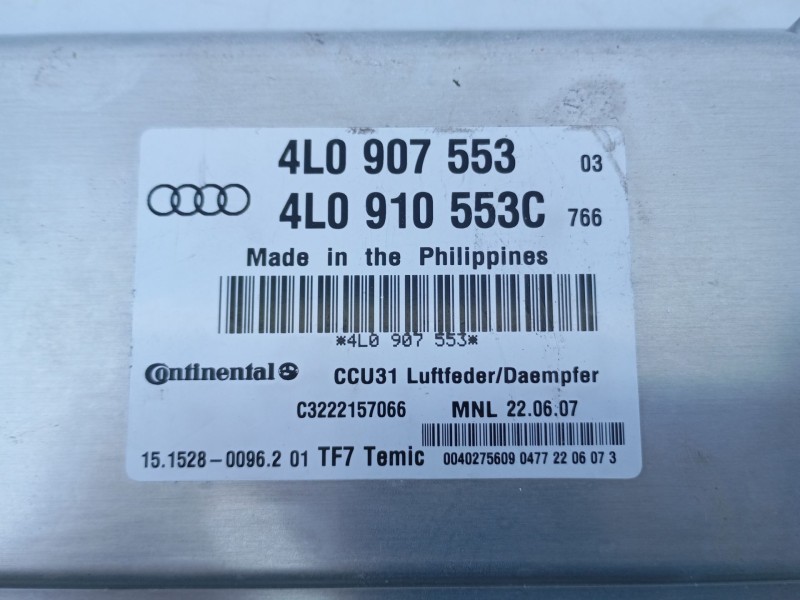 4L0 907 553 03
4L0 910 553C 766
Made in the Philippines
*4L0 907 553*
Continental CCU31 Luftfeder/Daempfer
C3222157066 MNL 22.06.07
15.1528-0096.2 01 TF7 Temic 0040275609 0477 22 06 07 3